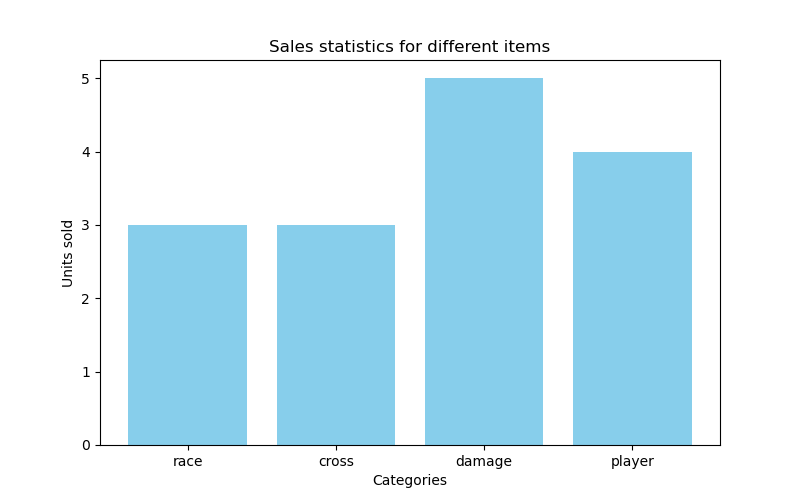 Sales statistics for different items
5
4
3
2
1
0
Units sold
race cross damage player
Categories